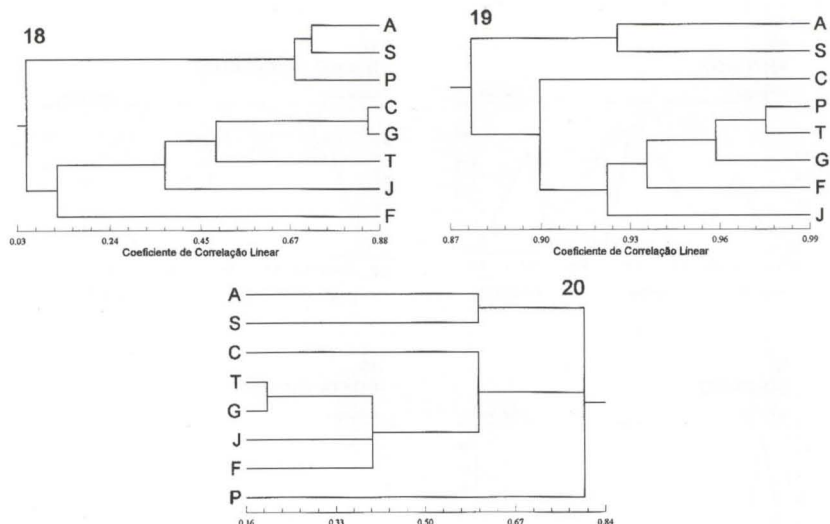 18
A
S
P
C
G
T
J
F
0.03 0.24 0.45 0.67 0.88
Coeficiente de Correlação Linear
19
A
S
C
P
T
G
F
J
0.87 0.90 0.93 0.96 0.99
Coeficiente de Correlação Linear
20
A
S
C
T
G
J
F
P
0.16 0.33 0.50 0.67 0.84